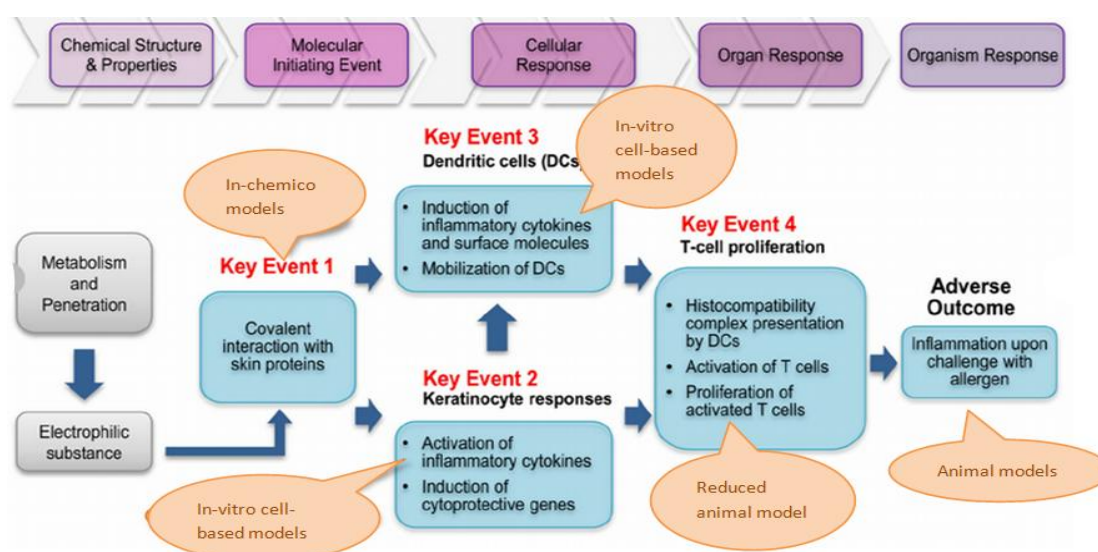 Chemical Structure
& Properties
Molecular
Initiating Event
Cellular
Response
Organ Response
Organism Response
Key Event 3
Dendritic cells (DCs)
In-vitro
cell-based
models
In-chemico
models
• Induction of
inflammatory cytokines
and surface molecules
• Mobilization of DCs
Key Event 4
T-cell proliferation
Metabolism
and
Penetration
Key Event 1
Covalent
interaction with
skin proteins
• Histocompatibility
complex presentation
by DCs
• Activation of T cells
• Proliferation of
activated T cells
Adverse
Outcome
Inflammation upon
challenge with
allergen
Key Event 2
Keratinocyte responses
Electrophilic
substance
• Activation of
inflammatory cytokines
• Induction of
cytoprotective genes
In-vitro cell-
based models
Reduced
animal model
Animal models